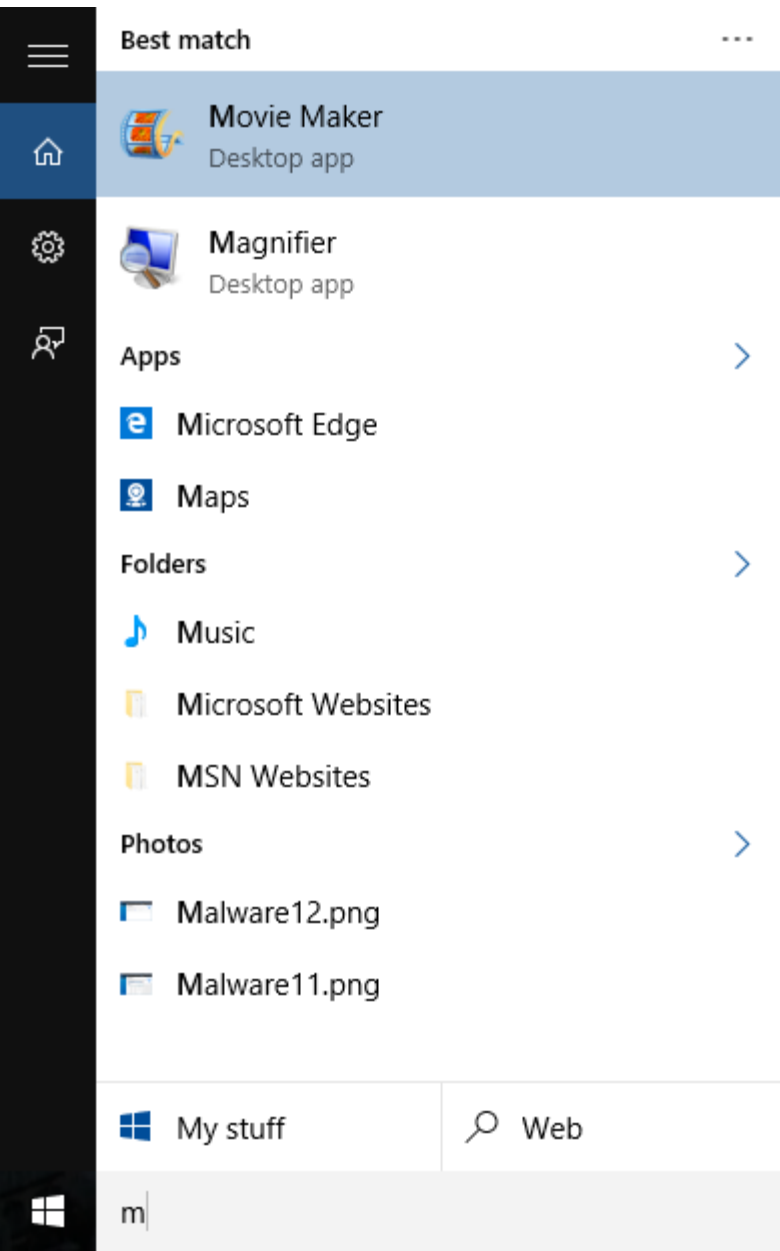 Best match
Movie Maker
Desktop app
Magnifier
Desktop app
Apps
Microsoft Edge
Maps
Folders
Music
Microsoft Websites
MSN Websites
Photos
Malware12.png
Malware11.png
My stuff
Web
m